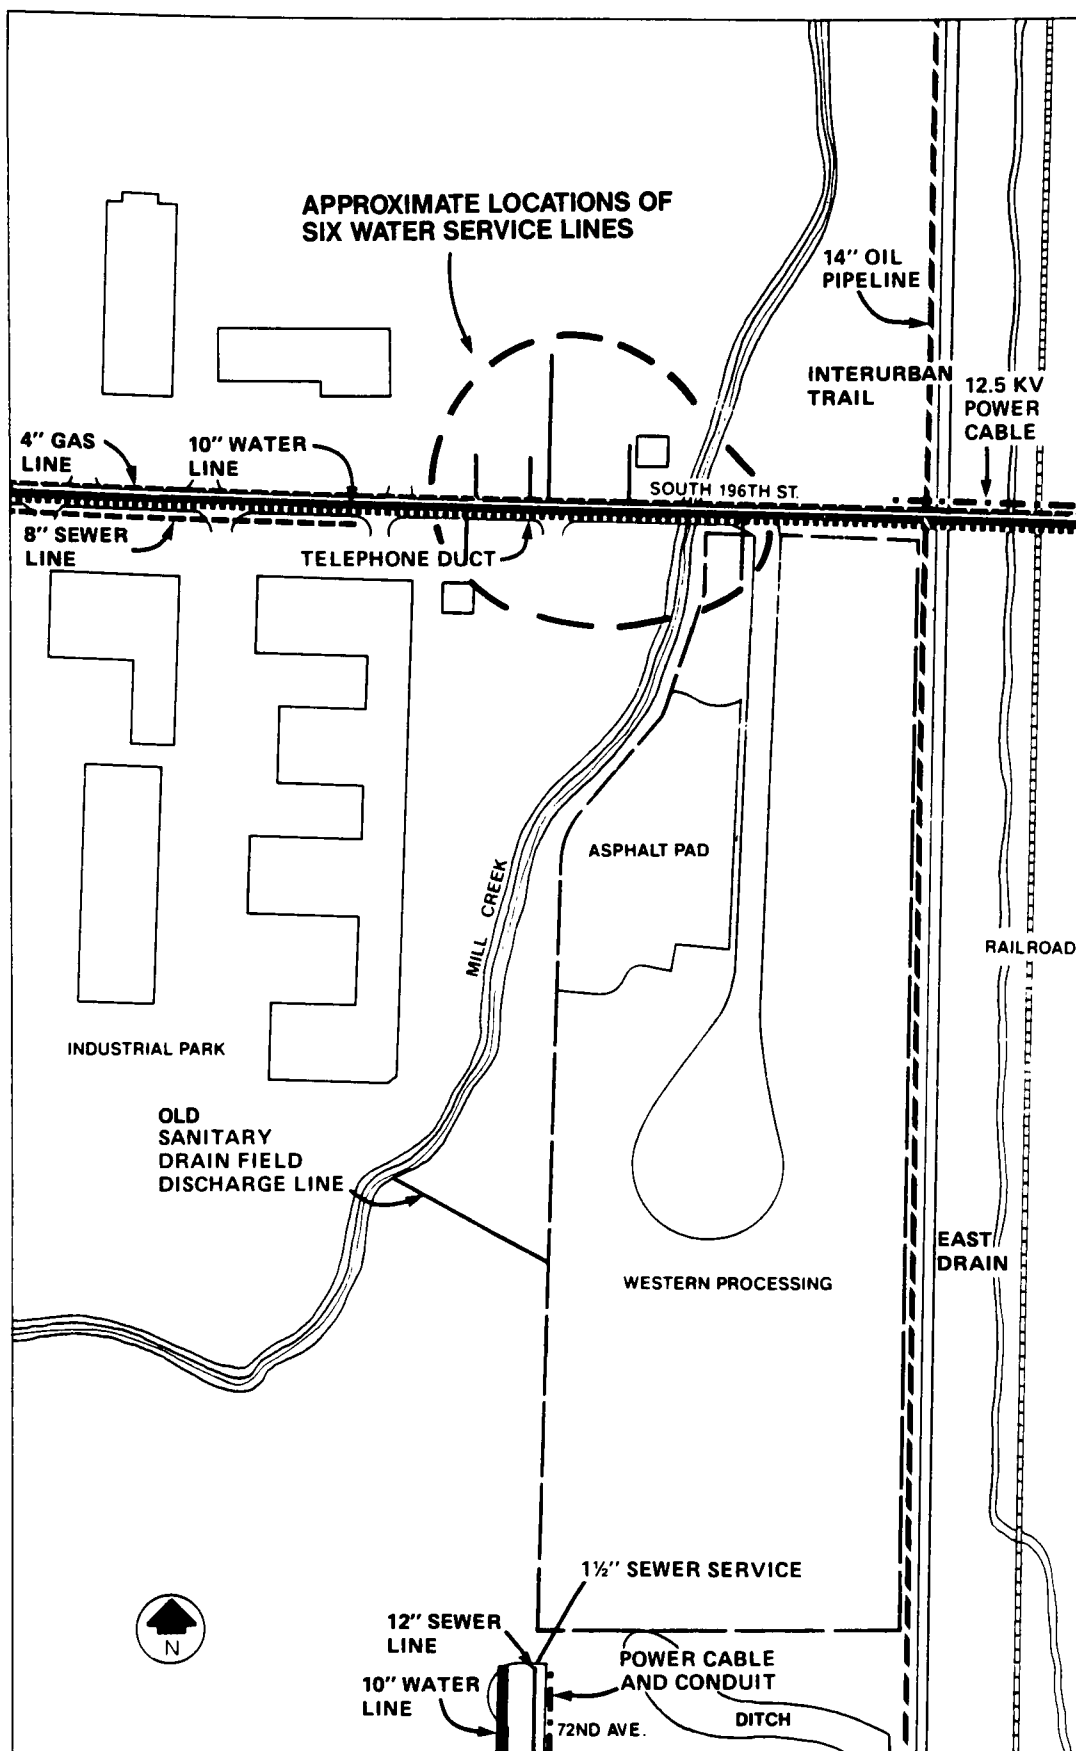 APPROXIMATE LOCATIONS OF
SIX WATER SERVICE LINES
14" OIL
PIPELINE
INTERURBAN
TRAIL
12.5 KV
POWER
CABLE
4" GAS
LINE
10" WATER
LINE
SOUTH 196TH ST.
8" SEWER
LINE
TELEPHONE DUCT
ASPHALT PAD
MILL CREEK
RAILROAD
INDUSTRIAL PARK
OLD
SANITARY
DRAIN FIELD
DISCHARGE LINE
EAST
DRAIN
WESTERN PROCESSING
1½" SEWER SERVICE
12" SEWER
LINE
POWER CABLE
AND CONDUIT
10" WATER
LINE
72ND AVE.
DITCH
N